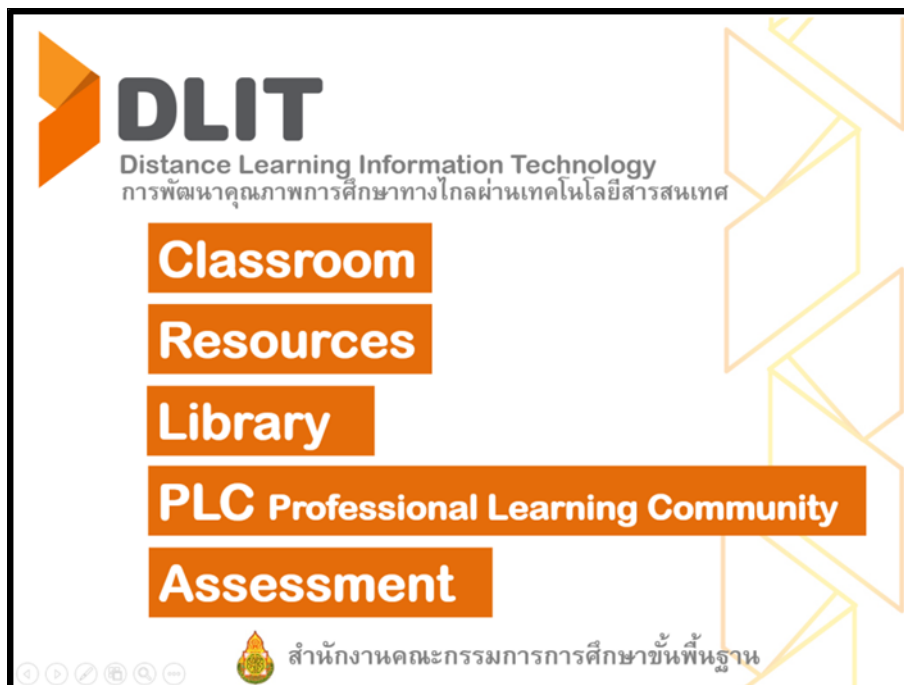 DLIT
Distance Learning Information Technology
การพัฒนาคุณภาพการศึกษาทางไกลผ่านเทคโนโลยีสารสนเทศ
Classroom
Resources
Library
PLC Professional Learning Community
Assessment
สำนักงานคณะกรรมการการศึกษาขั้นพื้นฐาน